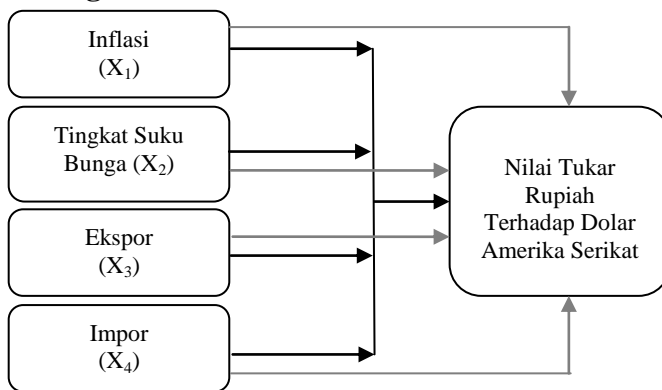 Inflasi
(X₁)
Tingkat Suku
Bunga (X₂)
Ekspor
(X₃)
Impor
(X₄)
Nilai Tukar
Rupiah
Terhadap Dolar
Amerika Serikat